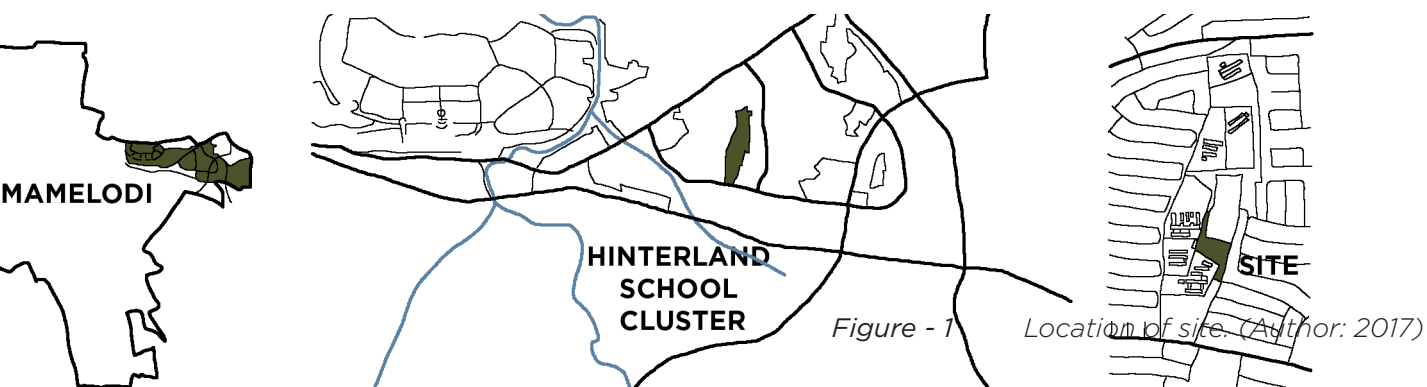 MAMELODI
HINTERLAND
SCHOOL
CLUSTER
SITE
Figure - 1 Location of site. (Author: 2017)